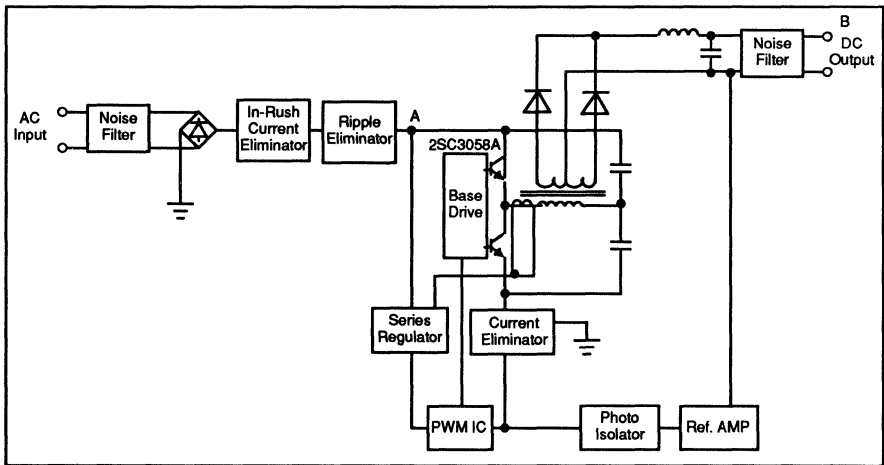 B
DC
Output
Noise
Filter
AC
Input
Noise
Filter
In-Rush
Current
Eliminator
Ripple
Eliminator
A
2SC3058A
Base
Drive
Series
Regulator
Current
Eliminator
PWM IC
Photo
Isolator
Ref. AMP